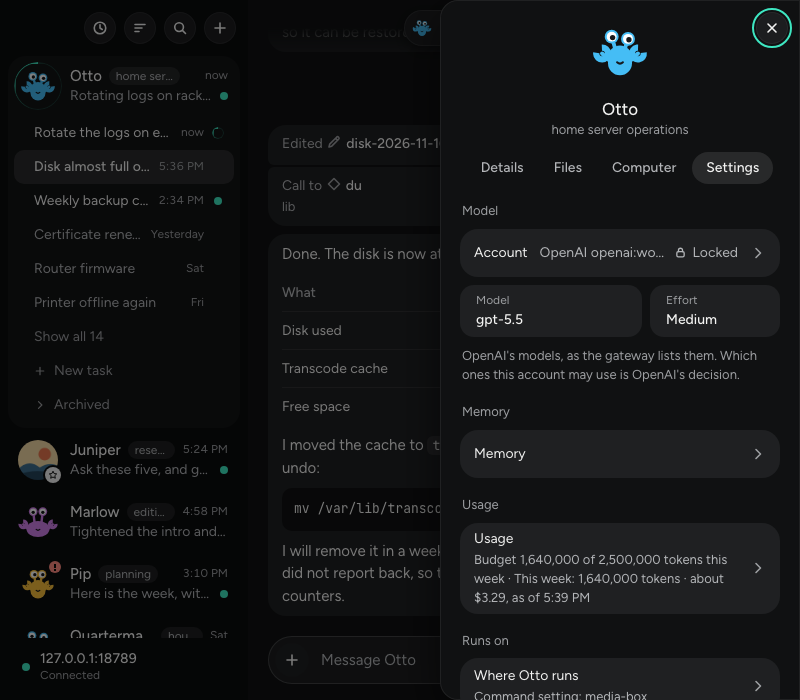 Otto
home ser...
now
Rotating logs on rack...
Rotate the logs on e...
now
Disk almost full o...
5:36 PM
Weekly backup c...
2:34 PM
Certificate rene...
Yesterday
Router firmware
Sat
Printer offline again
Fri
Show all 14
New task
Archived
Juniper
rese...
5:24 PM
Ask these five, and g...
Marlow
editi...
4:58 PM
Tightened the intro and...
Pip
planning
3:10 PM
Here is the week, wit...
Quarterma
hou...
Sat
127.0.0.1:18789
Connected
so it can be restor
Edited
disk-2026-11-1
Call to
du
lib
Done. The disk is now at
What
Disk used
Transcode cache
Free space
I moved the cache to
undo:
mv /var/lib/transco
I will remove it in a week
did not report back, so t
counters.
Message Otto
Otto
home server operations
Details
Files
Computer
Settings
Model
Account
OpenAI openai:wo...
Locked
Model
gpt-5.5
Effort
Medium
OpenAI's models, as the gateway lists them. Which
ones this account may use is OpenAI's decision.
Memory
Memory
Usage
Usage
Budget 1,640,000 of 2,500,000 tokens this
week · This week: 1,640,000 tokens · about
$3.29, as of 5:39 PM
Runs on
Where Otto runs
Command setting: media-box